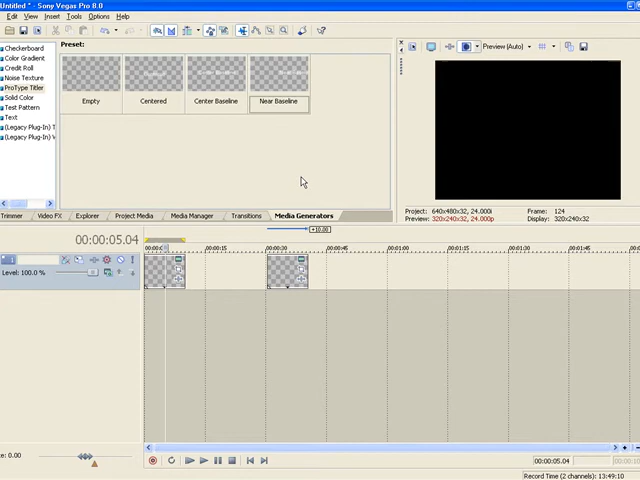 Untitled * - Sony Vegas Pro 8.0
Edit View Insert Tools Options Help
Preview (Auto)
Checkerboard
Color Gradient
Credit Roll
Noise Texture
ProType Titler
Solid Color
Test Pattern
Text
(Legacy Plug-In) T
(Legacy Plug-In) V
Preset:
Empty
Centered
Center Baseline
Near Baseline
Project: 640x480x32, 24.000i
Frame: 124
Preview: 320x240x32, 24.000p
Display: 320x240x32
Trimmer Video FX Explorer Project Media Media Manager Transitions Media Generators
+10.00
00:00:05.04
00:00:15 00:00:30 00:00:45 00:01:00 00:01:15 00:01:30 00:01:45 00:0
1
Level: 100.0 %
te: 0.00
00:00:05.04
Record Time (2 channels): 13:49:10